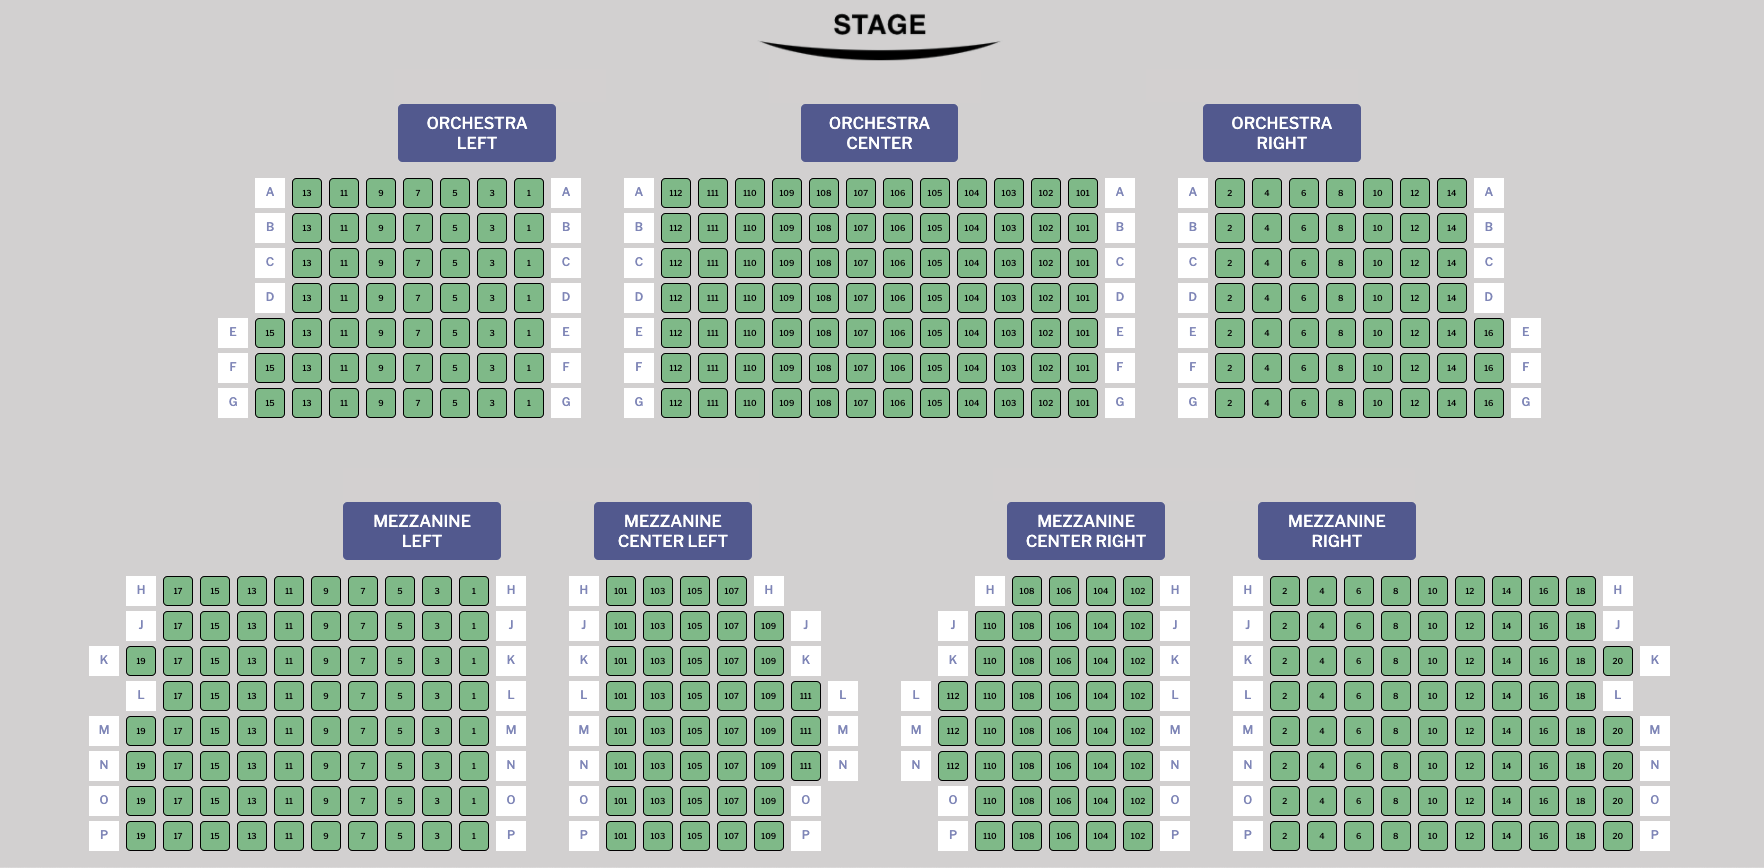 STAGE
ORCHESTRA
LEFT
ORCHESTRA
CENTER
ORCHESTRA
RIGHT
A 13 11 9 7 5 3 1 A A 112 111 110 109 108 107 106 105 104 103 102 101 A A 2 4 6 8 10 12 14 A
B 13 11 9 7 5 3 1 B B 112 111 110 109 108 107 106 105 104 103 102 101 B B 2 4 6 8 10 12 14 B
C 13 11 9 7 5 3 1 C C 112 111 110 109 108 107 106 105 104 103 102 101 C C 2 4 6 8 10 12 14 C
D 13 11 9 7 5 3 1 D D 112 111 110 109 108 107 106 105 104 103 102 101 D D 2 4 6 8 10 12 14 D
E 15 13 11 9 7 5 3 1 E E 112 111 110 109 108 107 106 105 104 103 102 101 E E 2 4 6 8 10 12 14 16 E
F 15 13 11 9 7 5 3 1 F F 112 111 110 109 108 107 106 105 104 103 102 101 F F 2 4 6 8 10 12 14 16 F
G 15 13 11 9 7 5 3 1 G G 112 111 110 109 108 107 106 105 104 103 102 101 G G 2 4 6 8 10 12 14 16 G
MEZZANINE
LEFT
MEZZANINE
CENTER LEFT
MEZZANINE
CENTER RIGHT
MEZZANINE
RIGHT
H 17 15 13 11 9 7 5 3 1 H H 101 103 105 107 H H 108 106 104 102 H H 2 4 6 8 10 12 14 16 18 H
J 17 15 13 11 9 7 5 3 1 J J 101 103 105 107 109 J J 110 108 106 104 102 J J 2 4 6 8 10 12 14 16 18 J
K 19 17 15 13 11 9 7 5 3 1 K K 101 103 105 107 109 K K 110 108 106 104 102 K K 2 4 6 8 10 12 14 16 18 20 K
L 17 15 13 11 9 7 5 3 1 L L 101 103 105 107 109 111 L L 112 110 108 106 104 102 L L 2 4 6 8 10 12 14 16 18 L
M 19 17 15 13 11 9 7 5 3 1 M M 101 103 105 107 109 111 M M 112 110 108 106 104 102 M M 2 4 6 8 10 12 14 16 18 20 M
N 19 17 15 13 11 9 7 5 3 1 N N 101 103 105 107 109 111 N N 112 110 108 106 104 102 N N 2 4 6 8 10 12 14 16 18 20 N
O 19 17 15 13 11 9 7 5 3 1 O O 101 103 105 107 109 O O 110 108 106 104 102 O O 2 4 6 8 10 12 14 16 18 20 O
P 19 17 15 13 11 9 7 5 3 1 P P 101 103 105 107 109 P P 110 108 106 104 102 P P 2 4 6 8 10 12 14 16 18 20 P